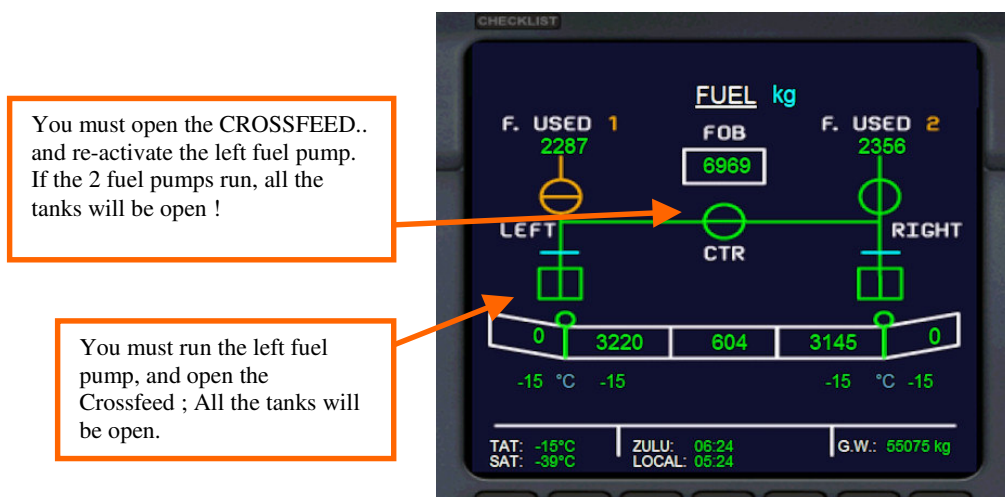 CHECKLIST
You must open the CROSSFEED..
and re-activate the left fuel pump.
If the 2 fuel pumps run, all the
tanks will be open !
You must run the left fuel
pump, and open the
Crossfeed ; All the tanks will
be open.
FUEL kg
F. USED 1 FOB F. USED 2
2287 6969 2356
LEFT CTR RIGHT
0 3220 604 3145 0
-15 °C -15 -15 °C -15
TAT: -15°C ZULU: 06:24 G.W.: 55075 kg
SAT: -39°C LOCAL: 05:24